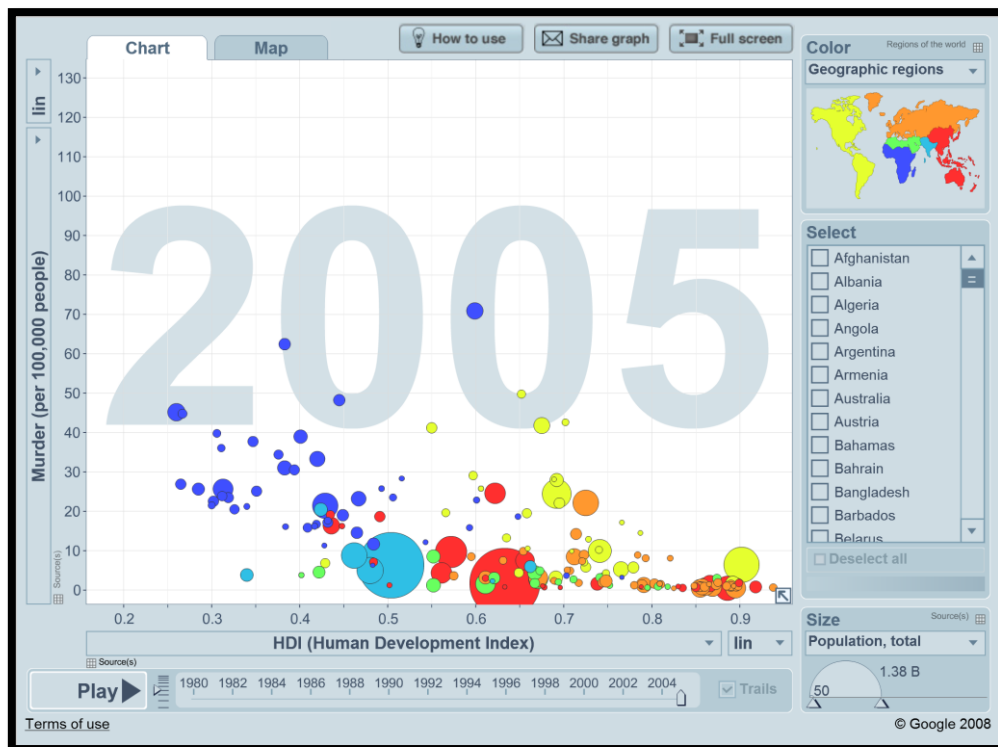 Chart
Map
How to use
Share graph
Full screen
Color
Regions of the world
Geographic regions
lin
Murder (per 100,000 people)
Source(s)
130
120
110
100
90
80
70
60
50
40
30
20
10
0
2005
0.2 0.3 0.4 0.5 0.6 0.7 0.8 0.9
HDI (Human Development Index)
lin
Source(s)
Select
Afghanistan
Albania
Algeria
Angola
Argentina
Armenia
Australia
Austria
Bahamas
Bahrain
Bangladesh
Barbados
Belarus
Deselect all
Size
Source(s)
Population, total
1.38 B
50
Play
1980 1982 1984 1986 1988 1990 1992 1994 1996 1998 2000 2002 2004
Trails
Terms of use
© Google 2008